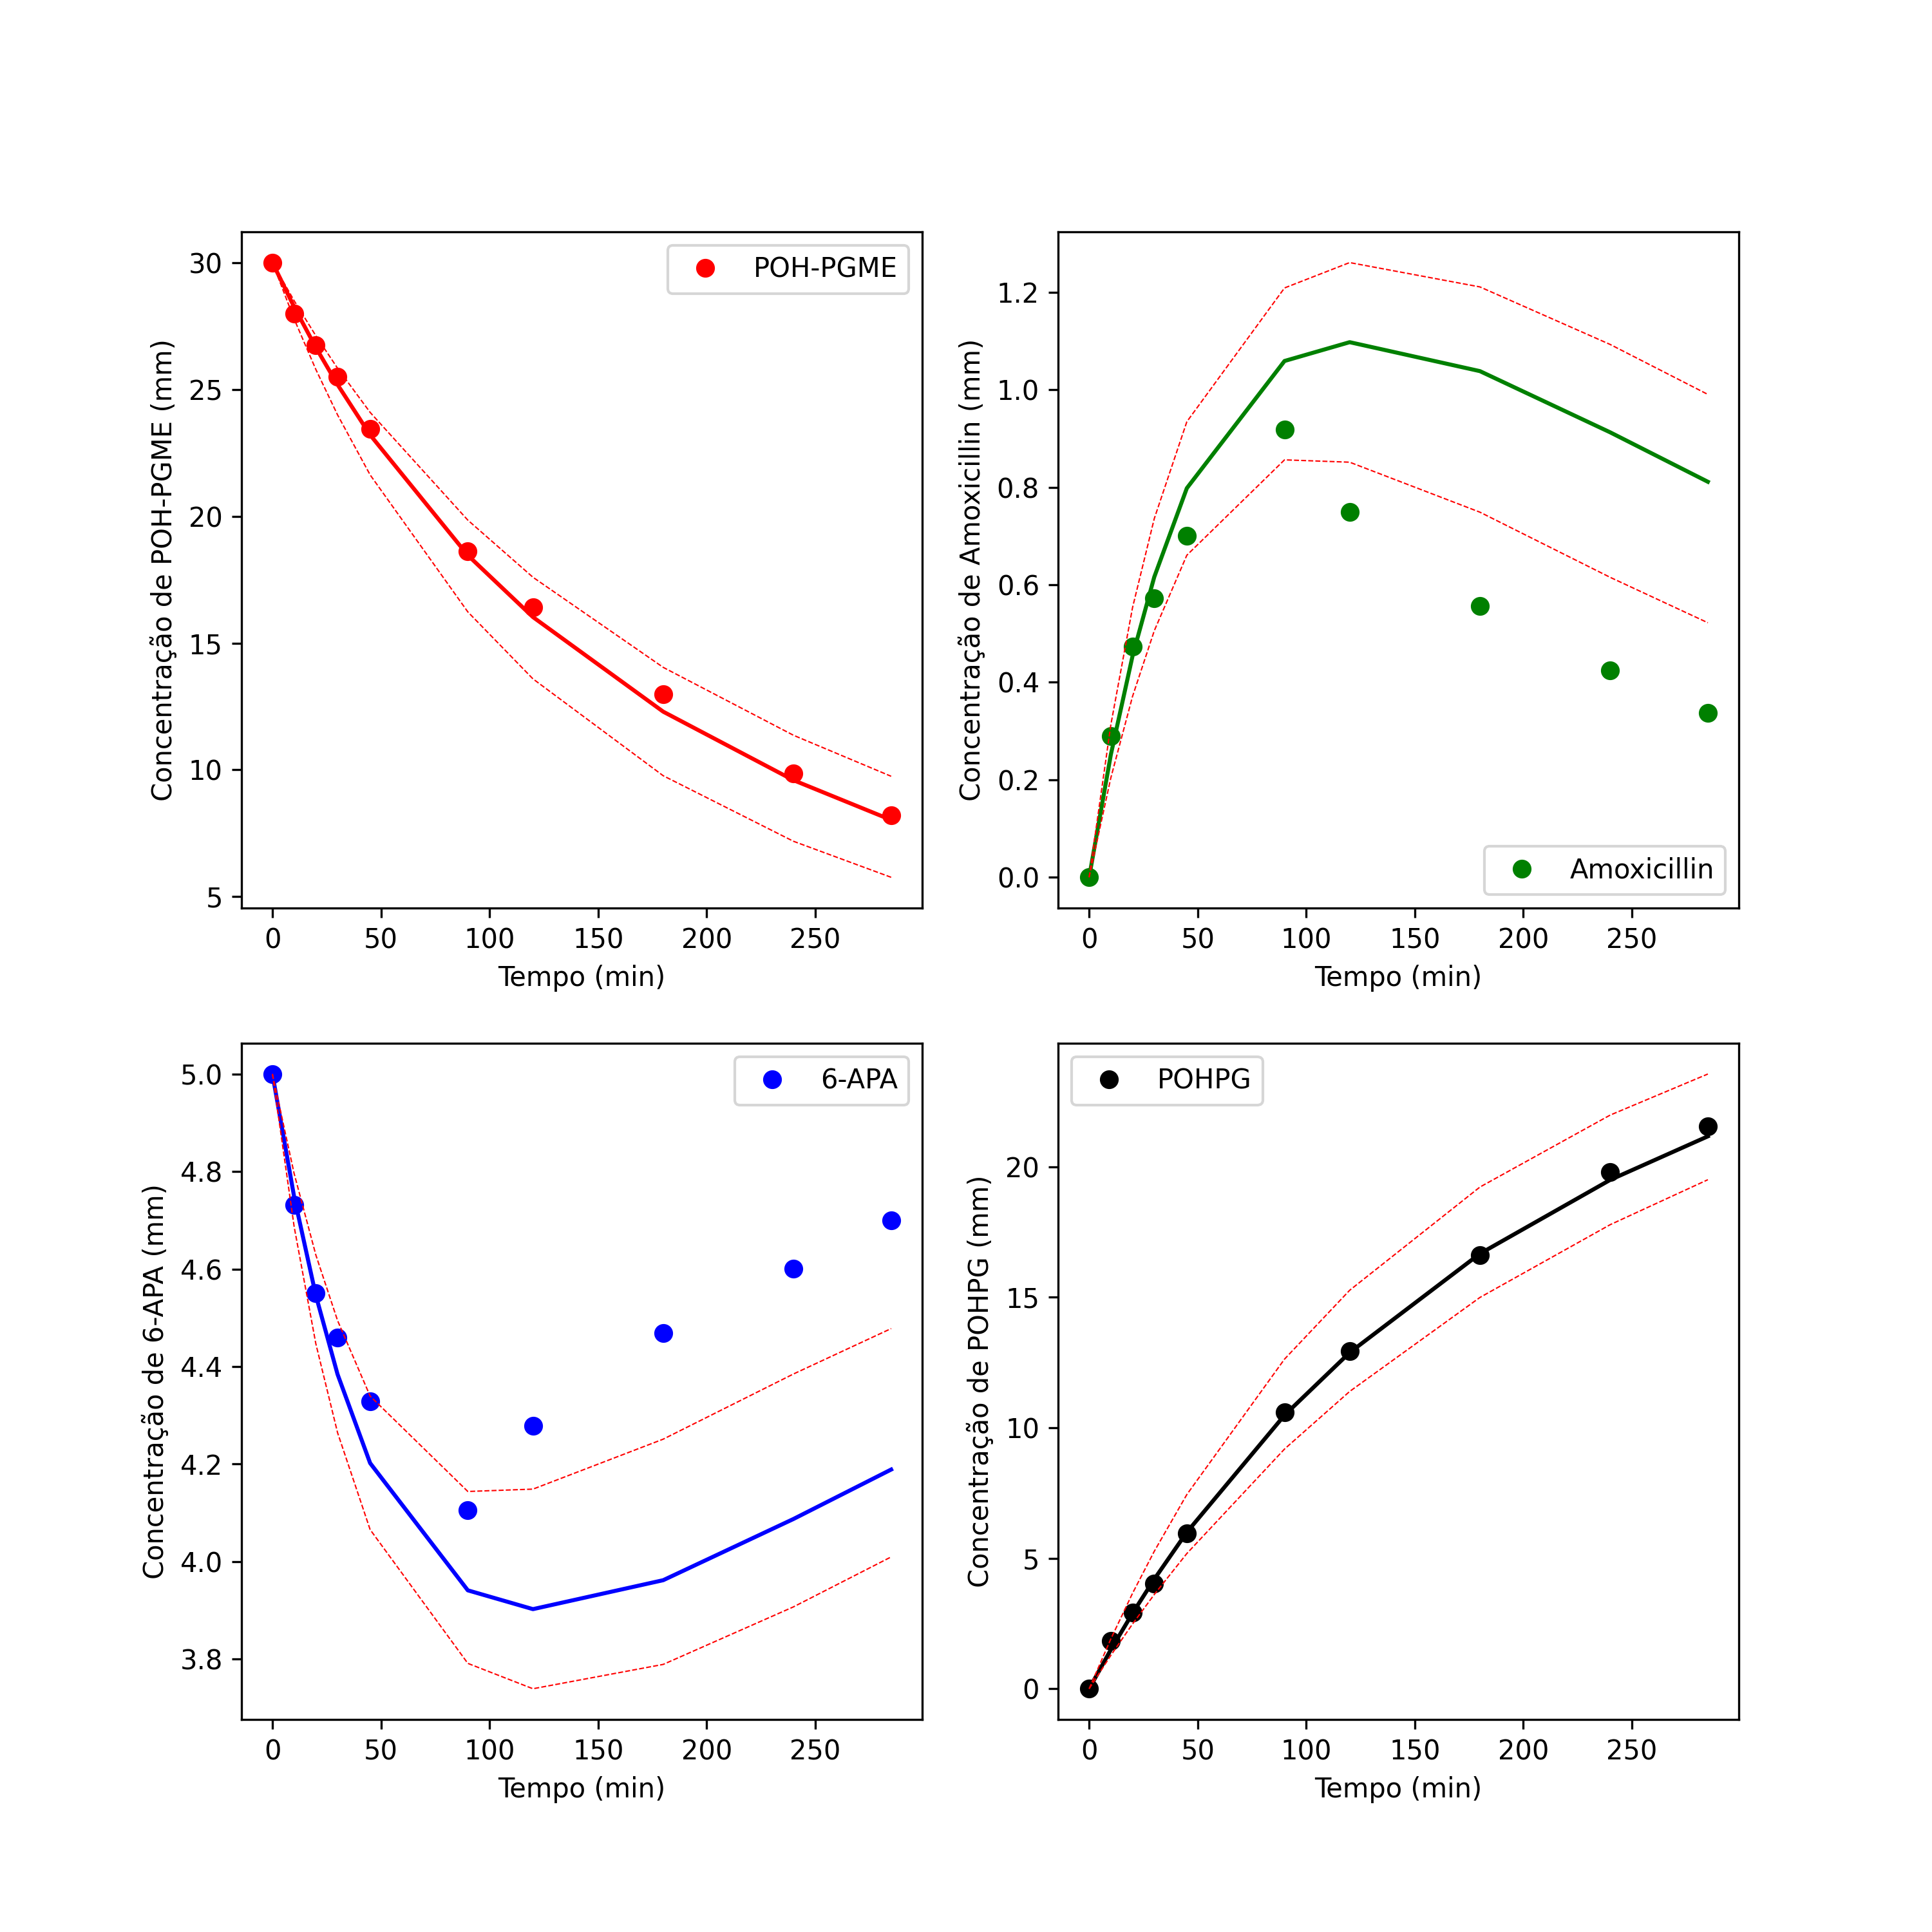 Concentração de POH-PGME (mm)
30
25
20
15
10
5
POH-PGME
0 50 100 150 200 250
Tempo (min)
Concentração de Amoxicillin (mm)
1.2
1.0
0.8
0.6
0.4
0.2
0.0
Amoxicillin
0 50 100 150 200 250
Tempo (min)
Concentração de 6-APA (mm)
5.0
4.8
4.6
4.4
4.2
4.0
3.8
6-APA
0 50 100 150 200 250
Tempo (min)
Concentração de POHPG (mm)
20
15
10
5
0
POHPG
0 50 100 150 200 250
Tempo (min)